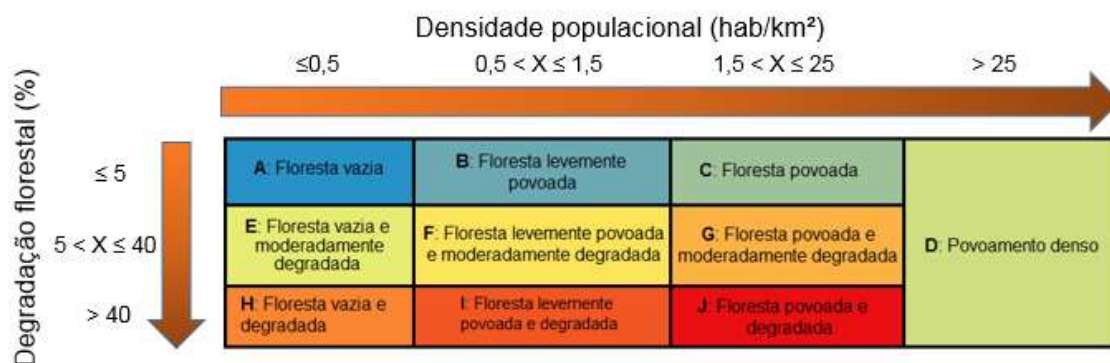 Densidade populacional (hab/km²)
≤0,5
0,5 < X ≤ 1,5
1,5 < X ≤ 25
> 25
Degradação florestal (%)
≤ 5
A: Floresta vazia
B: Floresta levemente
povoada
C: Floresta povoada
5 < X ≤ 40
E: Floresta vazia e
moderadamente
degradada
F: Floresta levemente povoada
e moderadamente degradada
G: Floresta povoada e
moderadamente degradada
D: Povoamento denso
> 40
H: Floresta vazia e
degradada
I: Floresta levemente
povoada e degradada
J: Floresta povoada e
degradada.